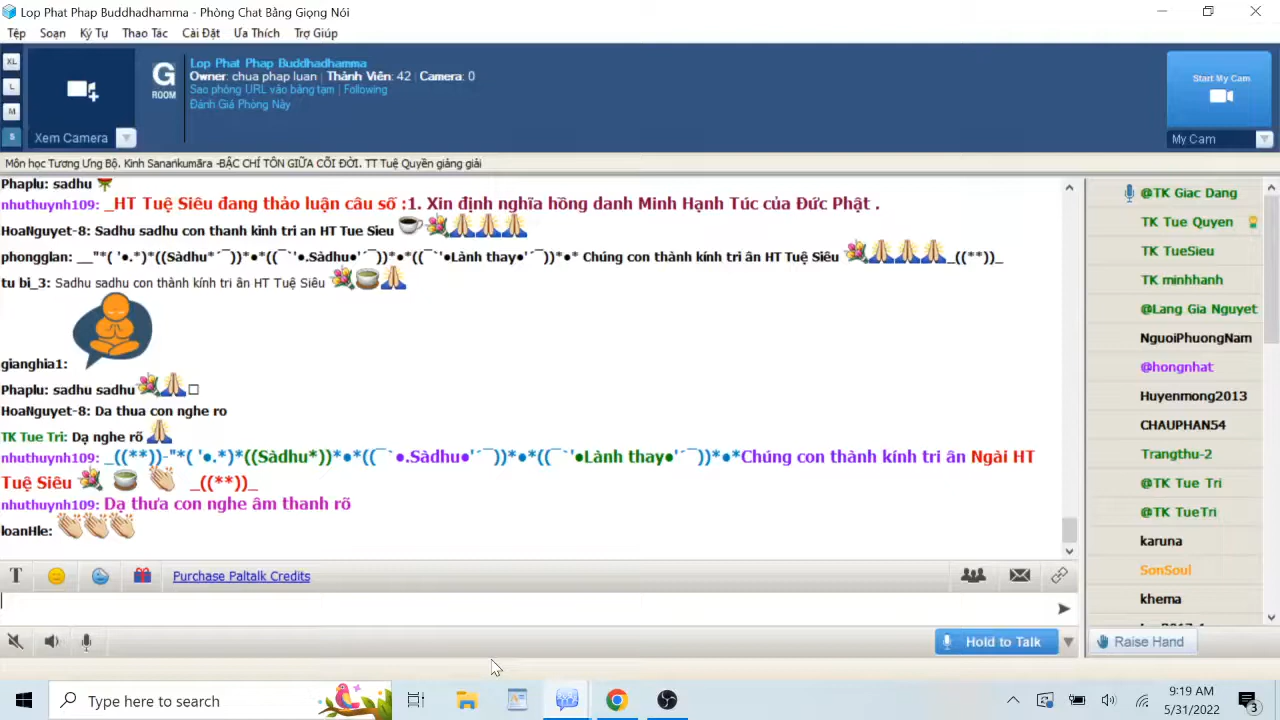 Lop Phat Phap Buddhadhamma - Phòng Chat Bằng Giọng Nói
Tệp Soạn Ký Tự Thao Tác Cài Đặt Ưa Thích Trợ Giúp
XL
L
M
S
Xem Camera
G
ROOM
Lop Phat Phap Buddhadhamma
Owner: chua phap luan | Thành Viên: 42 | Camera: 0
Sao phỏng URL vào bảng tạm | Following
Đánh Giá Phòng Này
Start My Cam
My Cam
Môn học Tương Ưng Bộ. Kinh Sanaṅkumāra -BẬC CHÍ TÔN GIỮA CÕI ĐỜI. TT Tuệ Quyền giảng giải
Phaplu: sadhu
nhuthuynh109: _HT Tuệ Siêu đang thảo luận câu số :1. Xin định nghĩa hồng danh Minh Hạnh Túc của Đức Phật .
HoaNguyet-8: Sadhu sadhu con thanh kinh tri an HT Tue Sieu
phongglan: __"*( '●.*)*((Sàdhu*´¯))*●*((¯`'●.Sàdhu●'´¯))*●*((¯`'●Lành thay●'´¯))*●* Chúng con thành kính tri ân HT Tuệ Siêu _((**))_
tu bi_3: Sadhu sadhu con thành kính tri ân HT Tuệ Siêu
gianghia1:
Phaplu: sadhu sadhu
HoaNguyet-8: Da thua con nghe ro
TK Tue Tri: Dạ nghe rõ
nhuthuynh109: _((**))-"*( '●.*)*((Sàdhu*))*●*((¯`●.Sàdhu●'´¯))*●*((¯`'●Lành thay●'´¯))*●*Chúng con thành kính tri ân Ngài HT
Tuệ Siêu _((**))_
nhuthuynh109: Dạ thưa con nghe âm thanh rõ
loanHle:
@TK Giac Dang
TK Tue Quyen
TK TueSieu
TK minhhanh
@Lang Gia Nguyet
NguoiPhuongNam
@hongnhat
Huyenmong2013
CHAUPHAN54
Trangthu-2
@TK Tue Tri
@TK TueTri
karuna
SonSoul
khema
T Purchase Paltalk Credits
Hold to Talk
Raise Hand
Type here to search
9:19 AM
5/31/2022
3